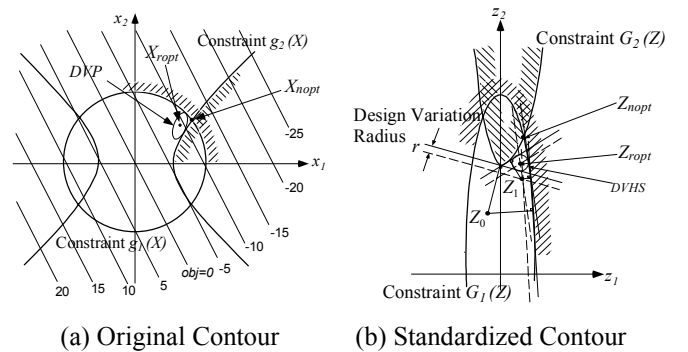 x2
Constraint g2 (X)
Xropt
DVP
Xnopt
-25
x1
-20
-15
Constraint g1 (X)
-10
-5
obj=0
5
10
15
20
(a) Original Contour
z2
Constraint G2 (Z)
Design Variation
Radius
r
Znopt
Zropt
DVHS
Z1
Z0
z1
Constraint G1 (Z)
(b) Standardized Contour